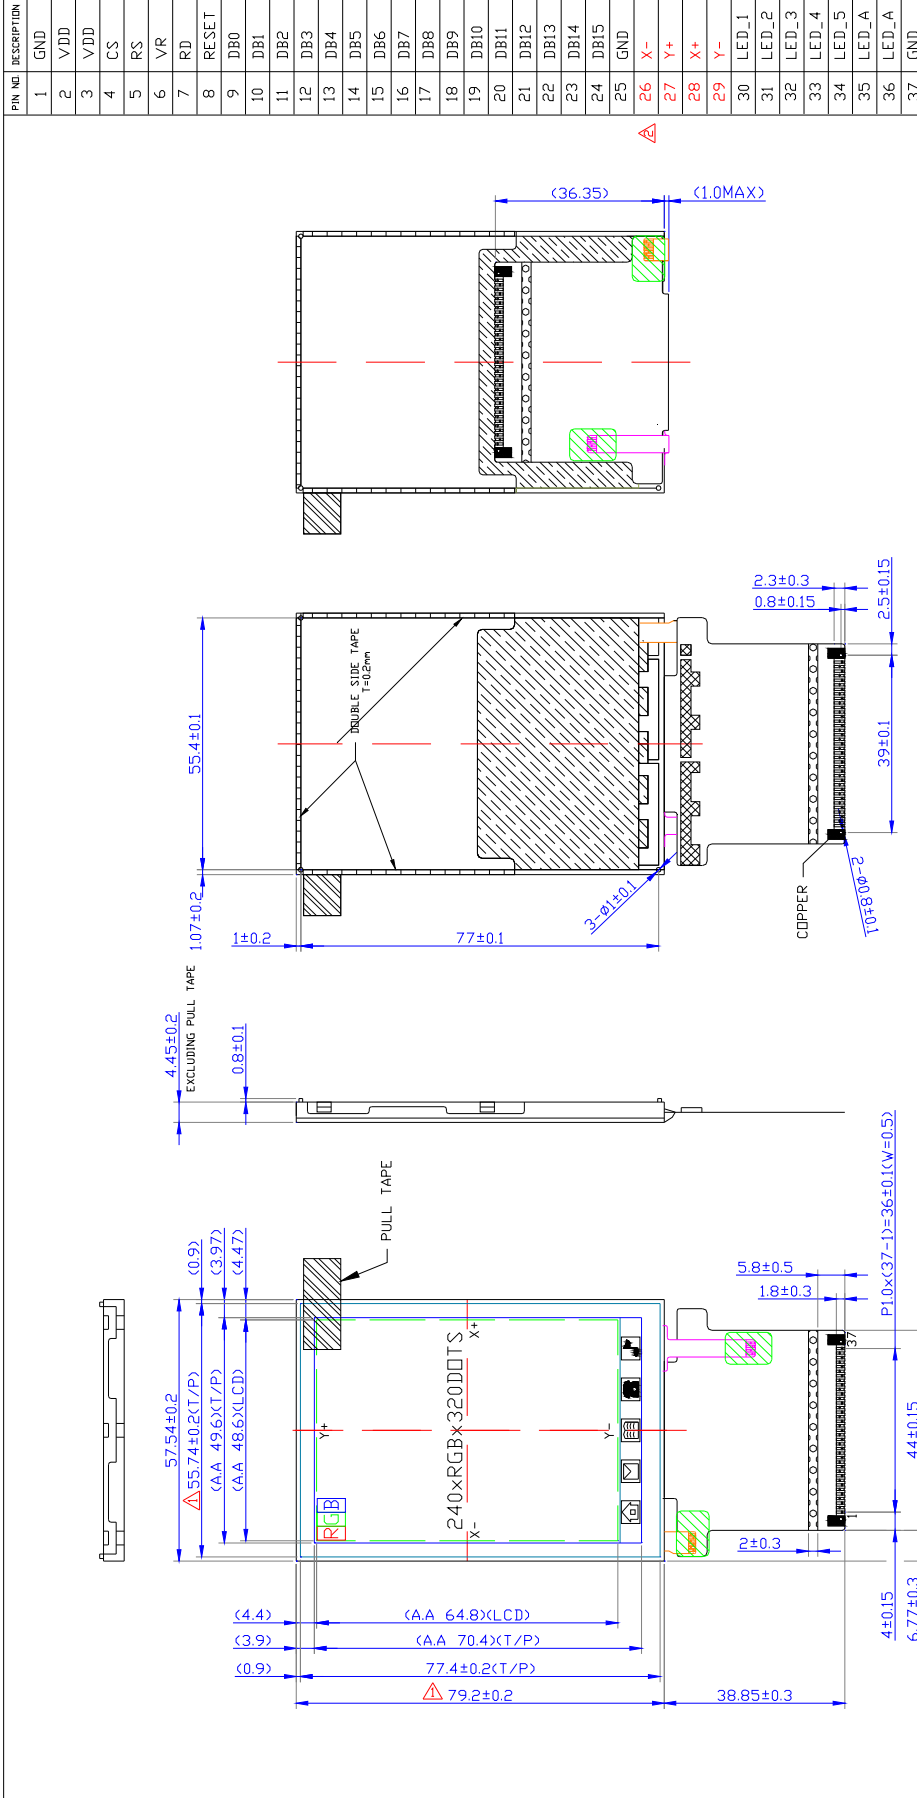 PIN NO. DESCRIPTION
1 GND
2 VDD
3 VDD
4 CS
5 RS
6 VR
7 RD
8 RESET
9 DB0
10 DB1
11 DB2
12 DB3
13 DB4
14 DB5
15 DB6
16 DB7
17 DB8
18 DB9
19 DB10
20 DB11
21 DB12
22 DB13
23 DB14
24 DB15
25 GND
26 X-
27 Y+
28 X+
29 Y-
30 LED_1
31 LED_2
32 LED_3
33 LED_4
34 LED_5
35 LED_A
36 LED_A
37 GND
2
(36.35)
(1.0MAX)
55.4±0.1
1.07±0.2
1±0.2
77±0.1
DOUBLE SIDE TAPE
T=0.2mm
3-Ø1±0.1
2.3±0.3
0.8±0.15
2.5±0.15
39±0.1
2-Ø0.8±0.1
COPPER
4.45±0.2
EXCLUDING PULL TAPE
0.8±0.1
PULL TAPE
57.54±0.2
1 55.74±0.2(T/P)
(0.9)
(A.A 49.6)(T/P)
(3.97)
(A.A 48.6)(LCD)
(4.47)
RGB
240xRGBx320DOTS
Y+
Y-
X-
X+
(4.4)
(A.A 64.8)(LCD)
(3.9)
(A.A 70.4)(T/P)
(0.9)
77.4±0.2(T/P)
1 79.2±0.2
38.85±0.3
5.8±0.5
1.8±0.3
P1.0x(37-1)=36±0.1(W=0.5)
37
1
2±0.3
4±0.15
44±0.15
6.77±0.3